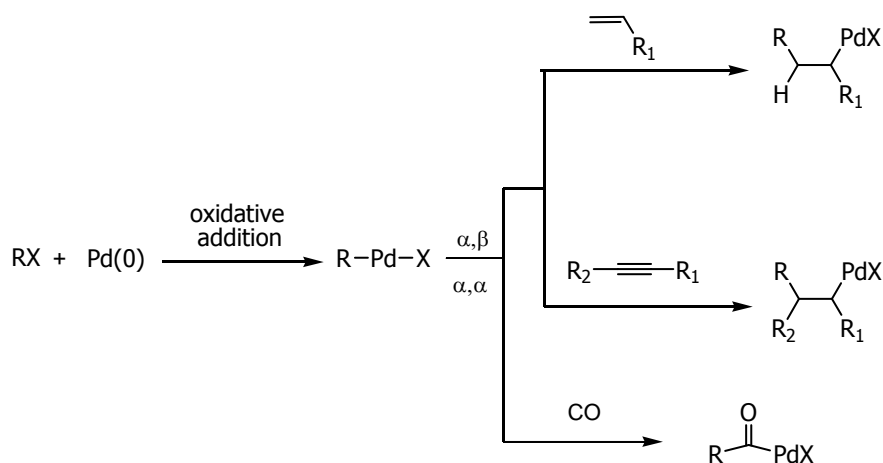 RX + Pd(0)
oxidative
addition
R-Pd-X
α,β
α,α
R₁
R PdX
H R₁
R₂ R₁
R PdX
R₂ R₁
CO
O
R PdX